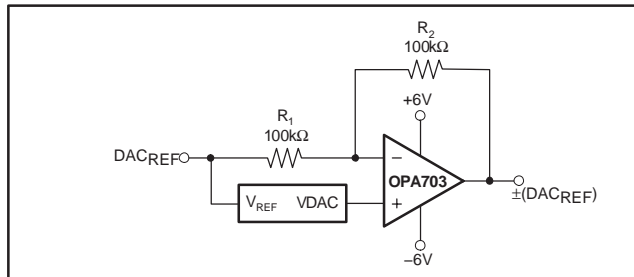 R2
100kΩ
+6V
R1
100kΩ
DACREF
OPA703
VREF VDAC
±(DACREF)
–6V